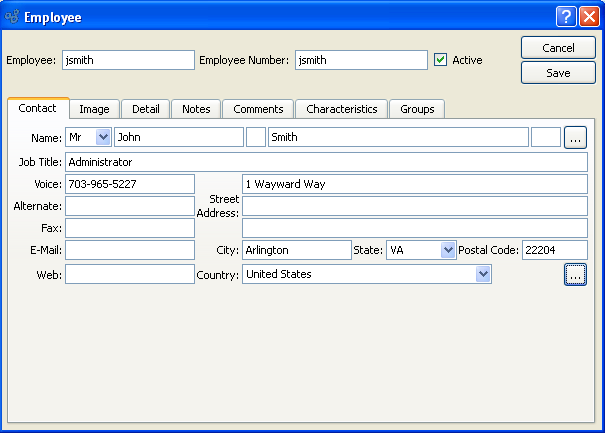 Employee
Employee: jsmith Employee Number: jsmith Active
Cancel
Save
Contact Image Detail Notes Comments Characteristics Groups
Name: Mr John Smith ...
Job Title: Administrator
Voice: 703-965-5227 1 Wayward Way
Alternate: Street
Address:
Fax:
E-Mail: City: Arlington State: VA Postal Code: 22204
Web: Country: United States ...